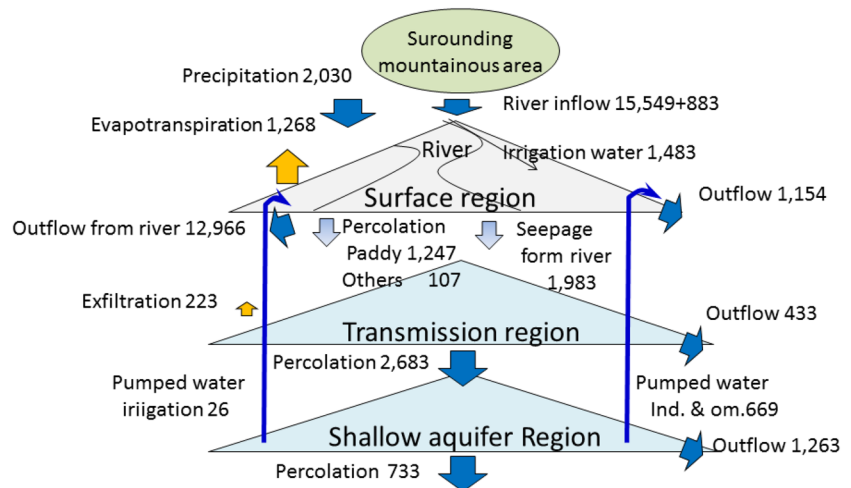 Surounding
mountainous area
Precipitation 2,030
River inflow 15,549+883
Evapotranspiration 1,268
River
Irrigation water 1,483
Surface region
Outflow 1,154
Outflow from river 12,966
Percolation
Paddy 1,247
Others 107
Seepage
form river
1,983
Exfiltration 223
Outflow 433
Transmission region
Percolation 2,683
Pumped water
iriigation 26
Pumped water
Ind. & om.669
Shallow aquifer Region
Outflow 1,263
Percolation 733